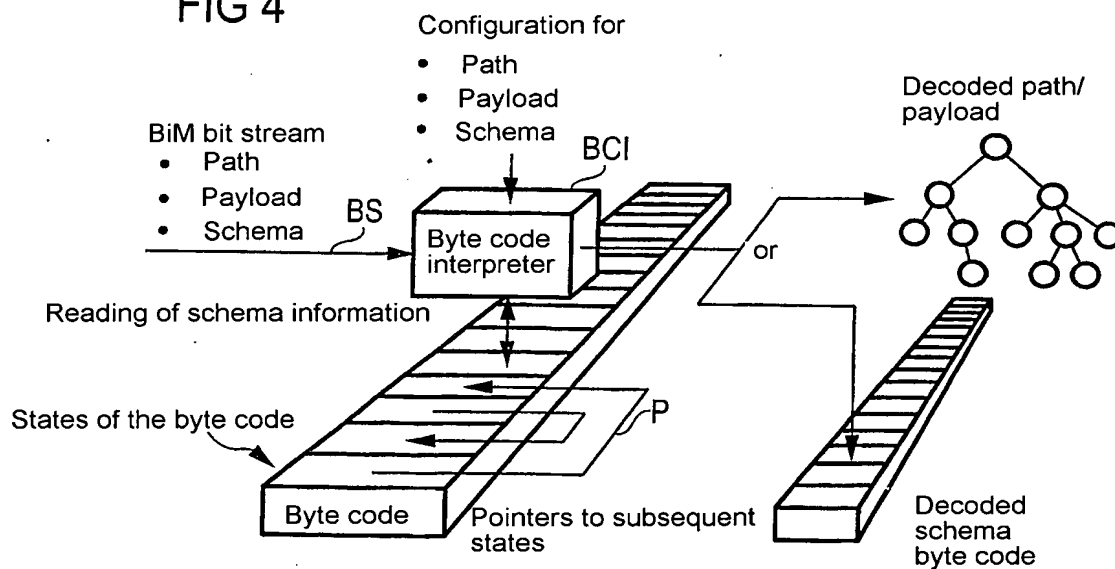 FIG 4
Configuration for
• Path
• Payload
• Schema
BiM bit stream
• Path
• Payload
• Schema
BS
BCI
Byte code
interpreter
Decoded path/
payload
or
Reading of schema information
States of the byte code
P
Byte code
Pointers to subsequent
states
Decoded
schema
byte code